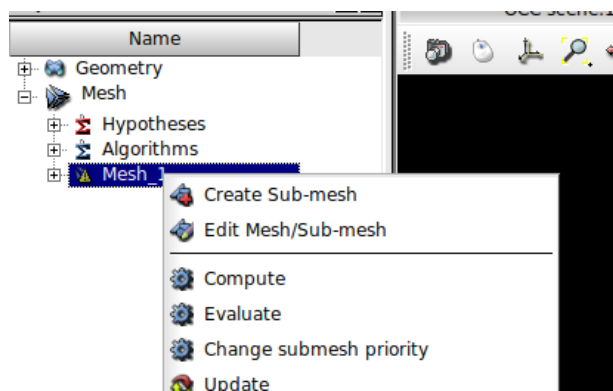 Name
Geometry
Mesh
Hypotheses
Algorithms
Mesh_1
Create Sub-mesh
Edit Mesh/Sub-mesh
Compute
Evaluate
Change submesh priority
Update